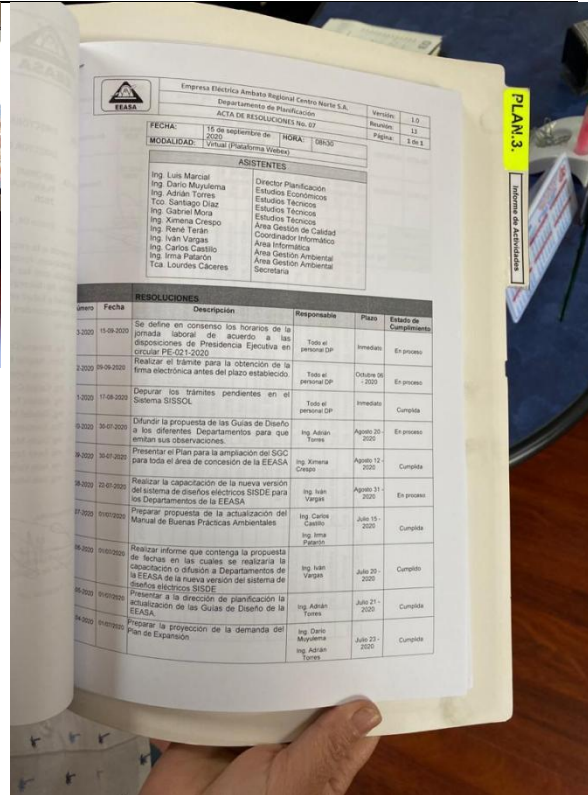 EEASA
Empresa Eléctrica Ambato Regional Centro Norte S.A.
Departamento de Planificación
ACTA DE RESOLUCIONES No. 07
Versión: 1.0
Reunión: 11
Página: 1 de 1
FECHA: 15 de septiembre de 2020 HORA: 08h30
MODALIDAD: Virtual (Plataforma Webex)
ASISTENTES
Ing. Luis Marcial Director Planificación
Ing. Darío Muyulema Estudios Económicos
Ing. Adrián Torres Estudios Técnicos
Tco. Santiago Díaz Estudios Técnicos
Ing. Gabriel Mora Estudios Técnicos
Ing. Ximena Crespo Área Gestión de Calidad
Ing. René Terán Coordinador Informático
Ing. Iván Vargas Área Informática
Ing. Carlos Castillo Área Gestión Ambiental
Ing. Irma Patarón Área Gestión Ambiental
Tca. Lourdes Cáceres Secretaria
RESOLUCIONES
Fecha Descripción Responsable Plazo Estado de
Cumplimiento
15-09-2020 Se define en consenso los horarios de la
jornada laboral de acuerdo a las
disposiciones de Presidencia Ejecutiva en
circular PE-021-2020
Todo el
personal DP
Inmediato
En proceso
Realizar el trámite para la obtención de la
firma electrónica antes del plazo establecido.
Todo el
personal DP
Octubre 06
- 2020
En proceso
17-08-2020 Depurar los trámites pendientes en el
Sistema SISSOL
Todo el
personal DP
Inmediato
Cumplida
30-07-2020 Difundir la propuesta de las Guías de Diseño
a los diferentes Departamentos para que
emitan sus observaciones.
Ing. Adrián
Torres
Agosto 20 -
2020
En proceso
30-07-2020 Presentar el Plan para la ampliación del SGC
para toda el área de concesión de la EEASA
Ing. Ximena
Crespo
Agosto 12 -
2020
Cumplida
22-07-2020 Realizar la capacitación de la nueva versión
del sistema de diseños eléctricos SISDE para
los Departamentos de la EEASA
Ing. Iván
Vargas
Agosto 31 -
2020
En proceso
01/07/2020 Preparar propuesta de la actualización del
Manual de Buenas Prácticas Ambientales
Ing. Carlos
Castillo
Ing. Irma
Patarón
Julio 15 -
2020
Cumplida
01/07/2020 Realizar informe que contenga la propuesta
de fechas en las cuales se realizaría la
capacitación o difusión a Departamentos de
la EEASA de la nueva versión del sistema de
diseños eléctricos SISDE
Ing. Iván
Vargas
Julio 20 -
2020
Cumplido
01/07/2020 Presentar a la dirección de planificación la
actualización de las Guías de Diseño de la
EEASA.
Ing. Adrián
Torres
Julio 21 -
2020
Cumplida
01/07/2020 Preparar la proyección de la demanda del
Plan de Expansión
Ing. Darío
Muyulema
Ing. Adrián
Torres
Julio 23 -
2020
Cumplida
PLAN.3.
Informe de Actividades